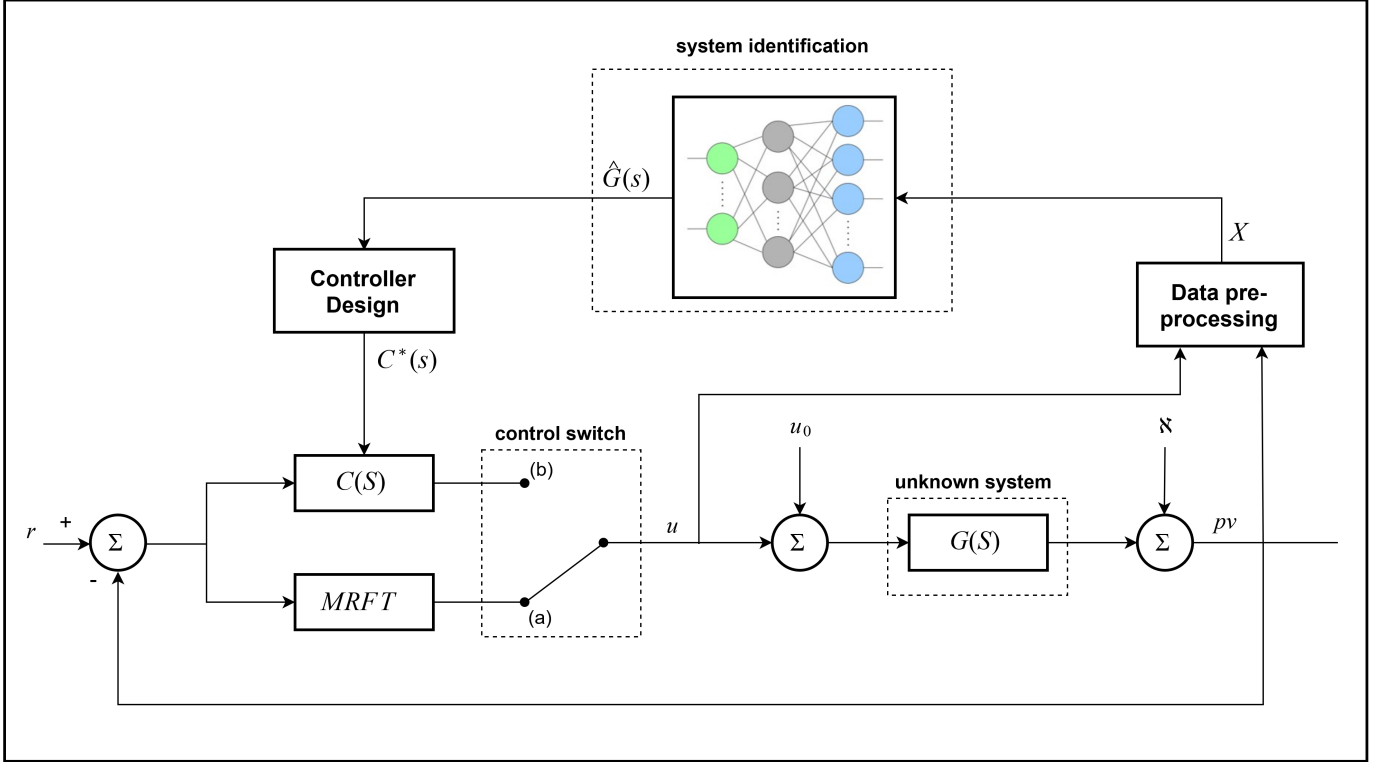 system identification
Ĝ(s)
X
Controller
Design
Data pre-
processing
C*(s)
control switch
u₀
ℵ
C(S)
(b)
unknown system
r
+
Σ
-
u
Σ
G(S)
Σ
pv
MRFT
(a)